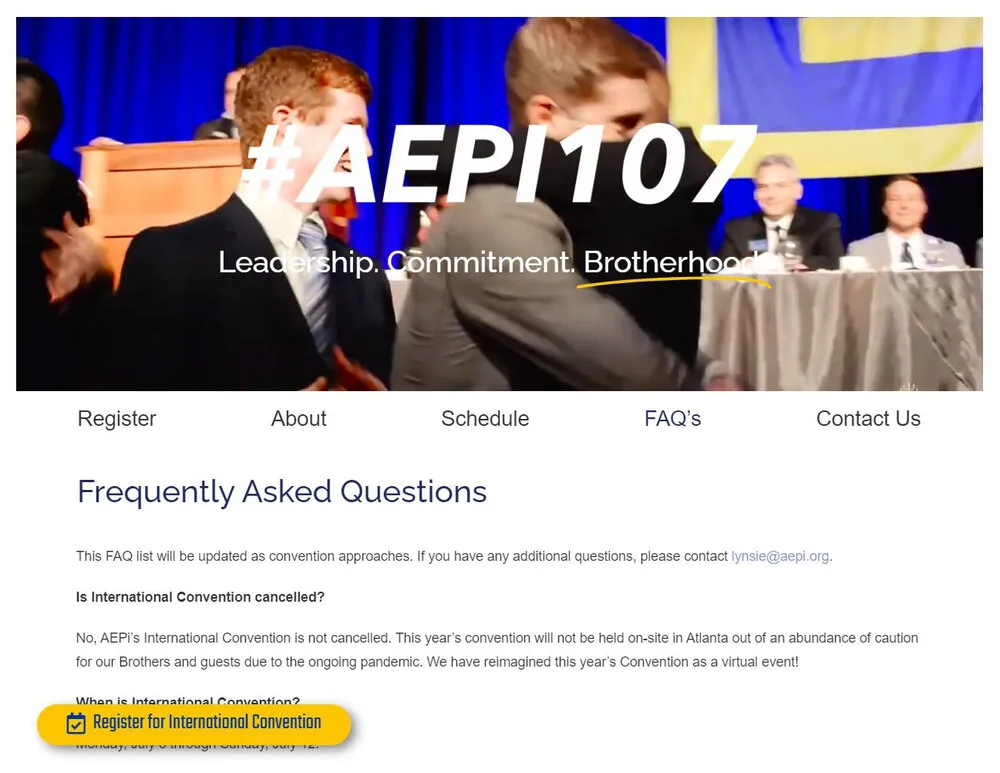 #AEPI107
Leadership. Commitment. Brotherhood.
Register About Schedule FAQ’s Contact Us
Frequently Asked Questions
This FAQ list will be updated as convention approaches. If you have any additional questions, please contact lynsie@aepi.org.
Is International Convention cancelled?
No, AEPi’s International Convention is not cancelled. This year’s convention will not be held on-site in Atlanta out of an abundance of caution
for our Brothers and guests due to the ongoing pandemic. We have reimagined this year’s Convention as a virtual event!
When is International Convention?
Register for International Convention
Monday, July 6 through Sunday, July 12.